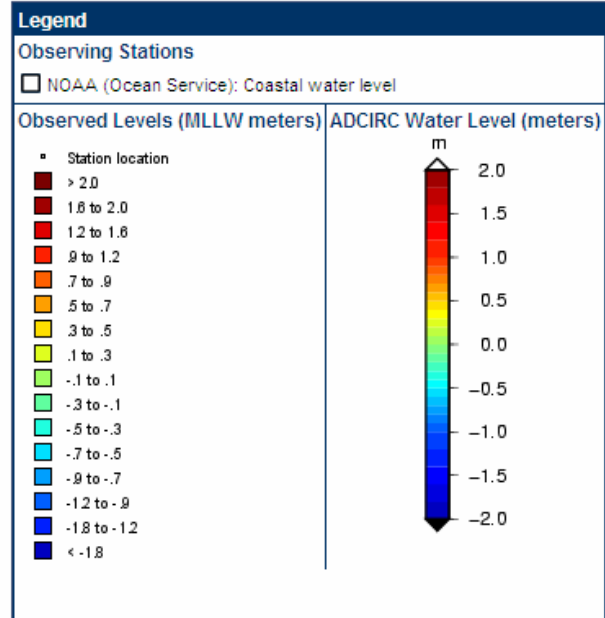 Legend
Observing Stations
NOAA (Ocean Service): Coastal water level
Observed Levels (MLLW meters)
Station location
> 2.0
1.6 to 2.0
1.2 to 1.6
.9 to 1.2
.7 to .9
.5 to .7
.3 to .5
.1 to .3
-.1 to .1
-.3 to -.1
-.5 to -.3
-.7 to -.5
-.9 to -.7
-1.2 to -.9
-1.8 to -1.2
< -1.8
ADCIRC Water Level (meters)
m
2.0
1.5
1.0
0.5
0.0
−0.5
−1.0
−1.5
−2.0